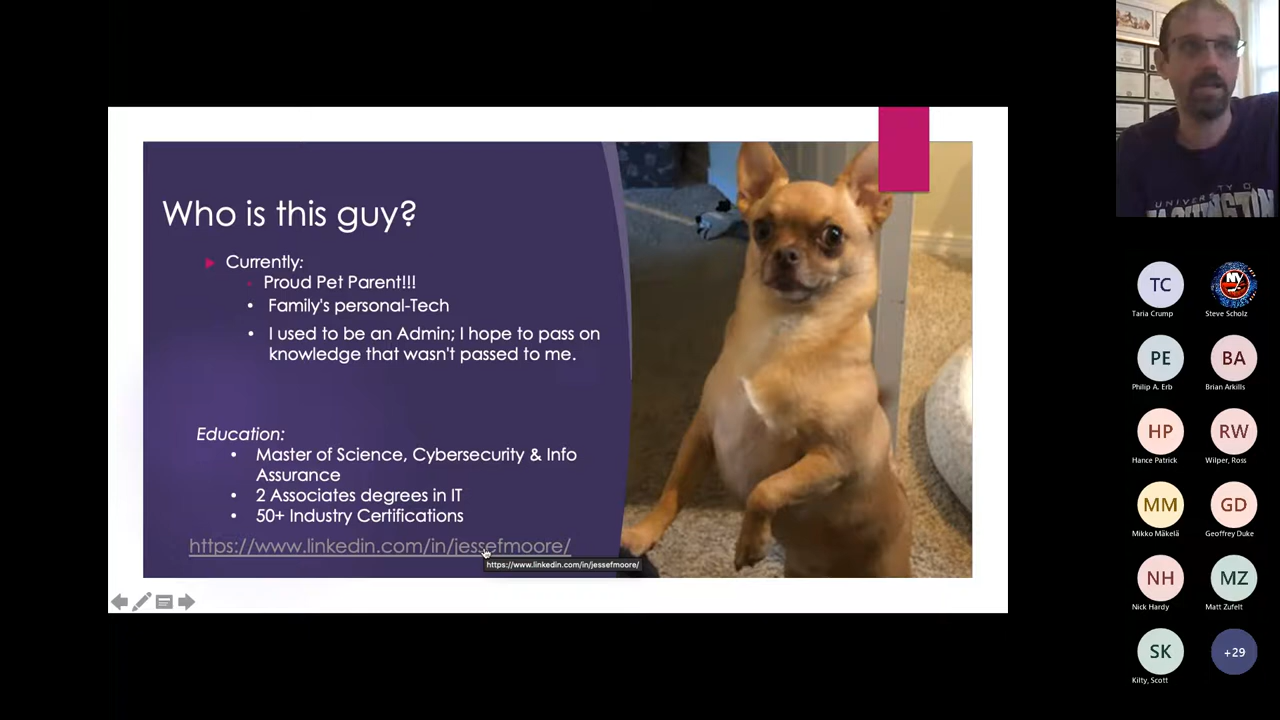 Who is this guy?
Currently:
Proud Pet Parent!!!
Family's personal-Tech
I used to be an Admin; I hope to pass on
knowledge that wasn't passed to me.
Education:
Master of Science, Cybersecurity & Info
Assurance
2 Associates degrees in IT
50+ Industry Certifications
https://www.linkedin.com/in/jessefmoore/
https://www.linkedin.com/in/jessefmoore/
UNIVERSITY O
WASHINGTON
TC
NY
Taria Crump
Steve Scholz
PE
BA
Philip A. Erb
Brian Arkills
HP
RW
Hance Patrick
Wilper, Ross
MM
GD
Mikko Mäkelä
Geoffrey Duke
NH
MZ
Nick Hardy
Matt Zufelt
SK
+29
Kilty, Scott